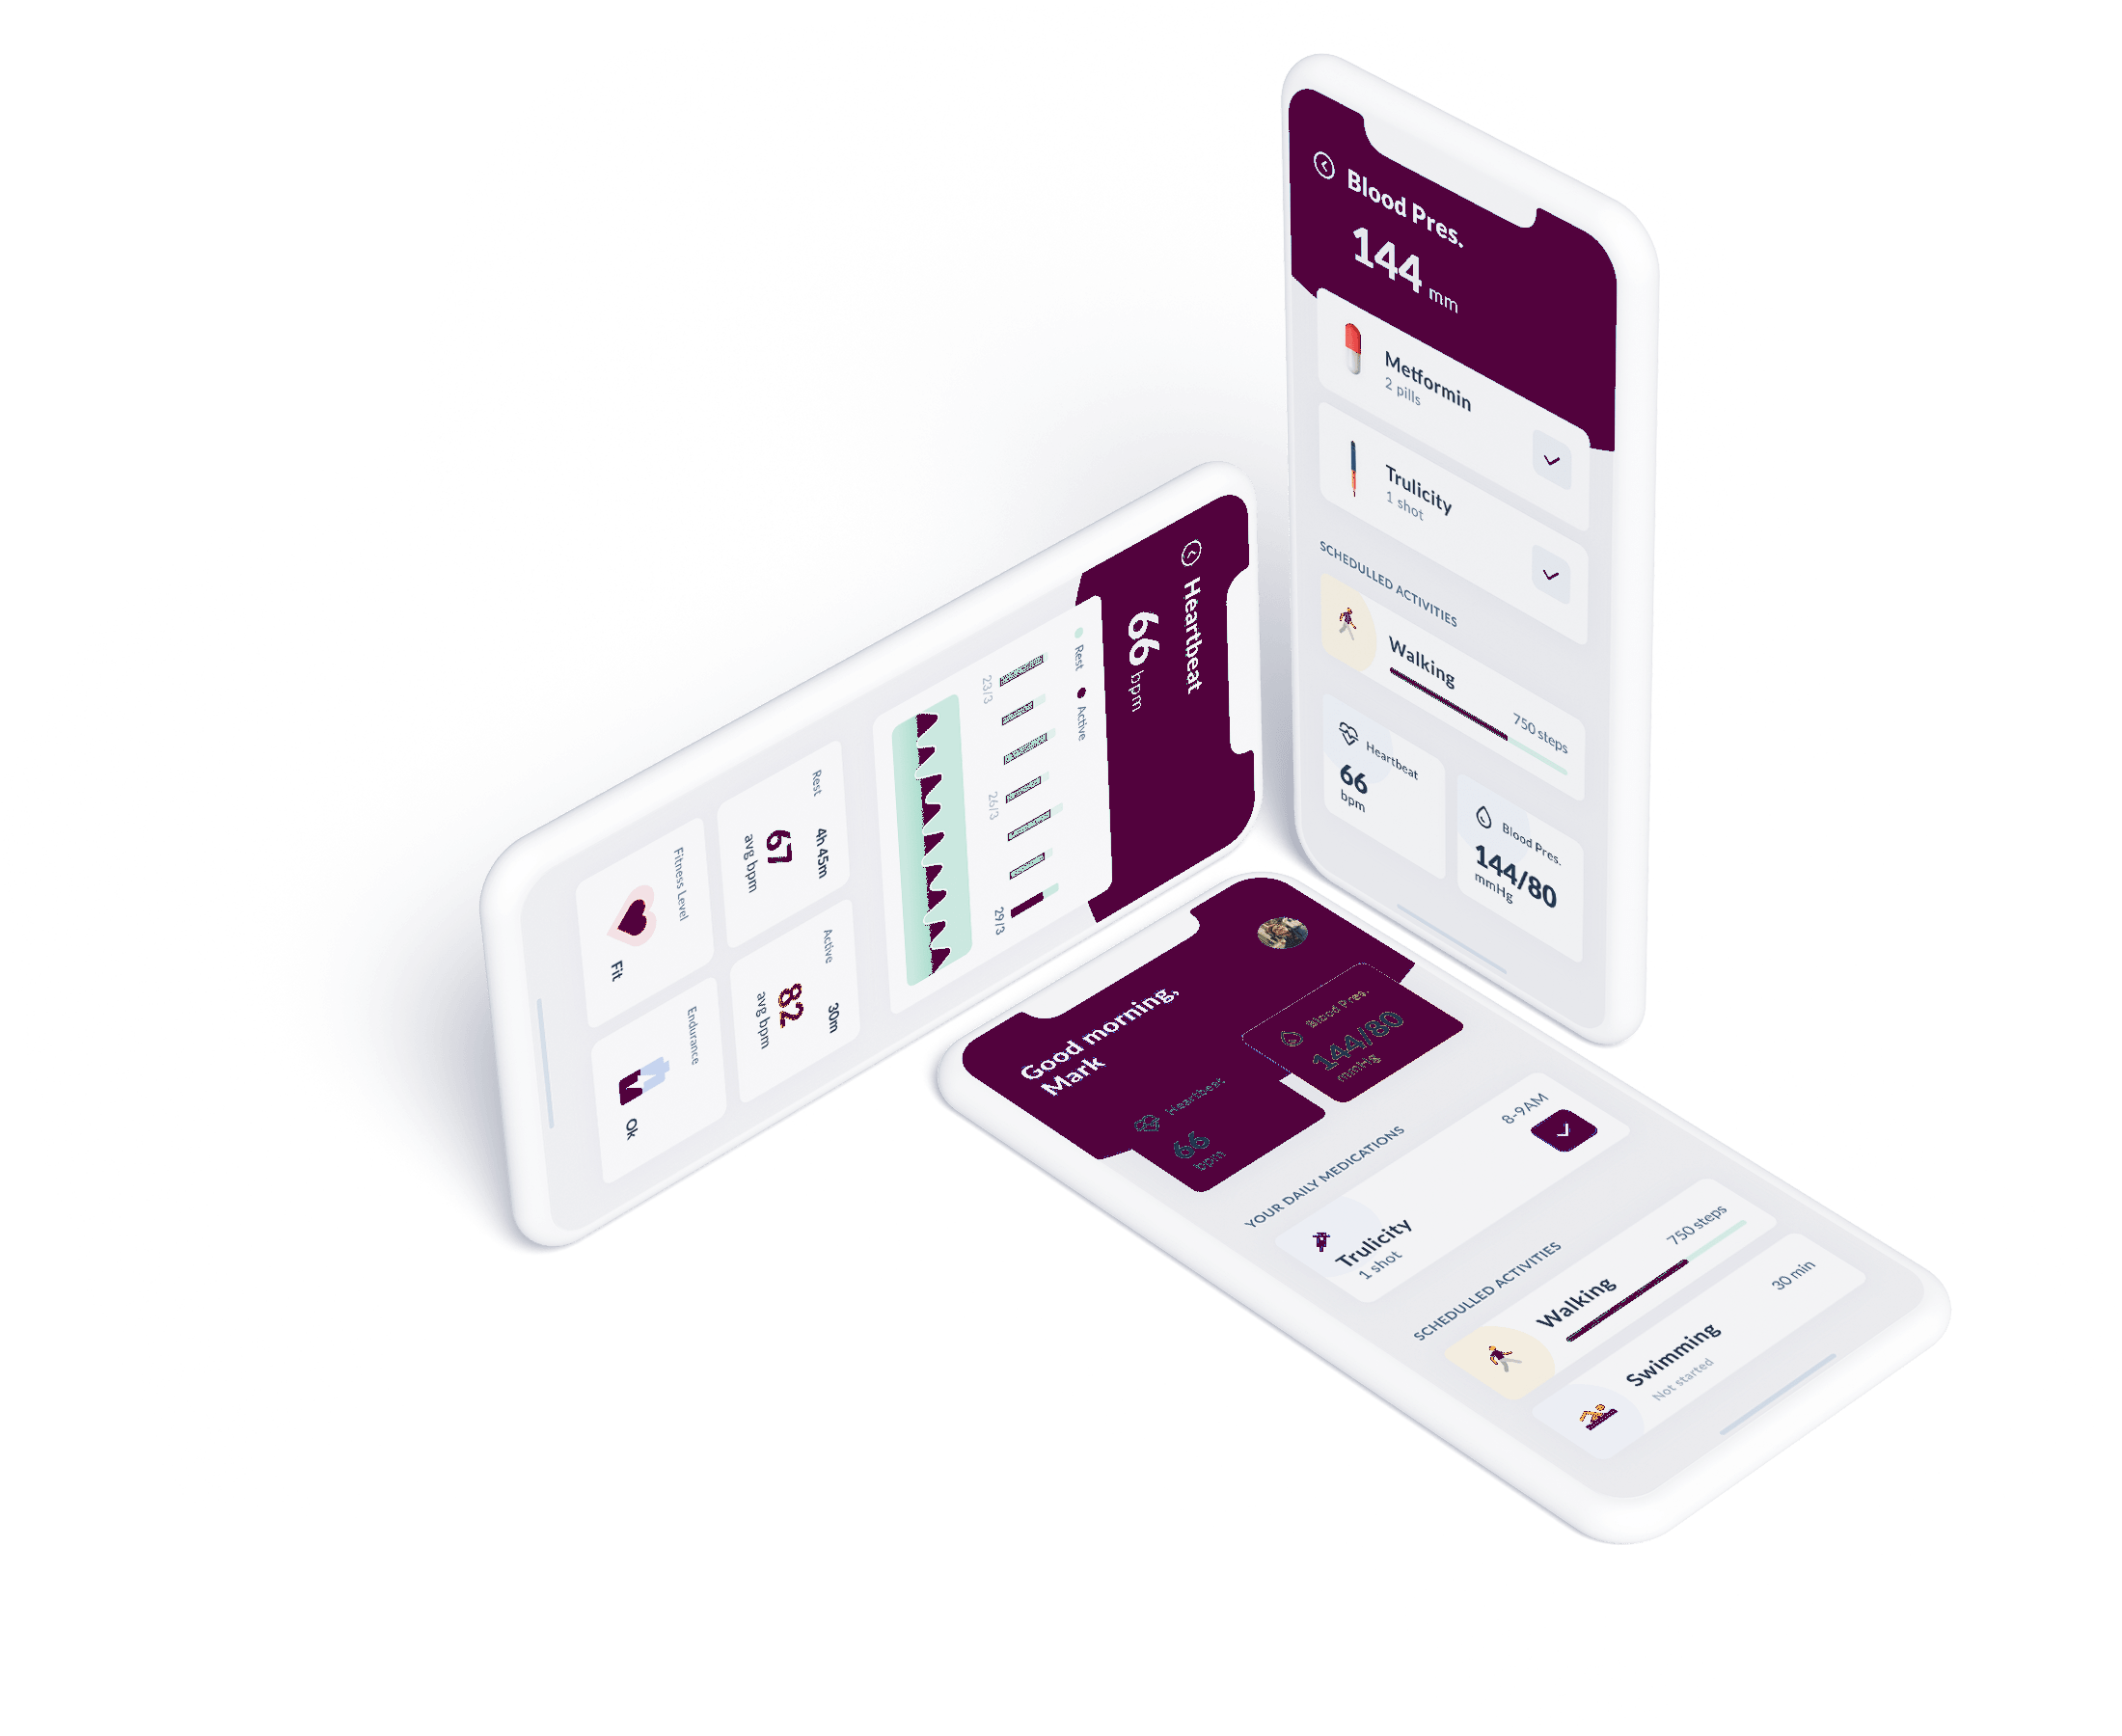 Blood Pres.
144 mm
Metformin
2 pills
Trulicity
1 shot
SCHEDULLED ACTIVITIES
Walking
750 steps
Heartbeat
66
bpm
Blood Pres.
144/80
mmHg
Heartbeat
66 bpm
Rest Active
23/3
26/3
29/3
Rest 4h 45m
67
avg bpm
Active 30m
82
avg bpm
Fitness Level
Fit
Endurance
Ok
Good morning,
Mark
Heartbeat
66
bpm
Blood Pres.
144/80
mmHg
YOUR DAILY MEDICATIONS
8-9AM
Trulicity
1 shot
SCHEDULLED ACTIVITIES
Walking
750 steps
Swimming
Not started
30 min